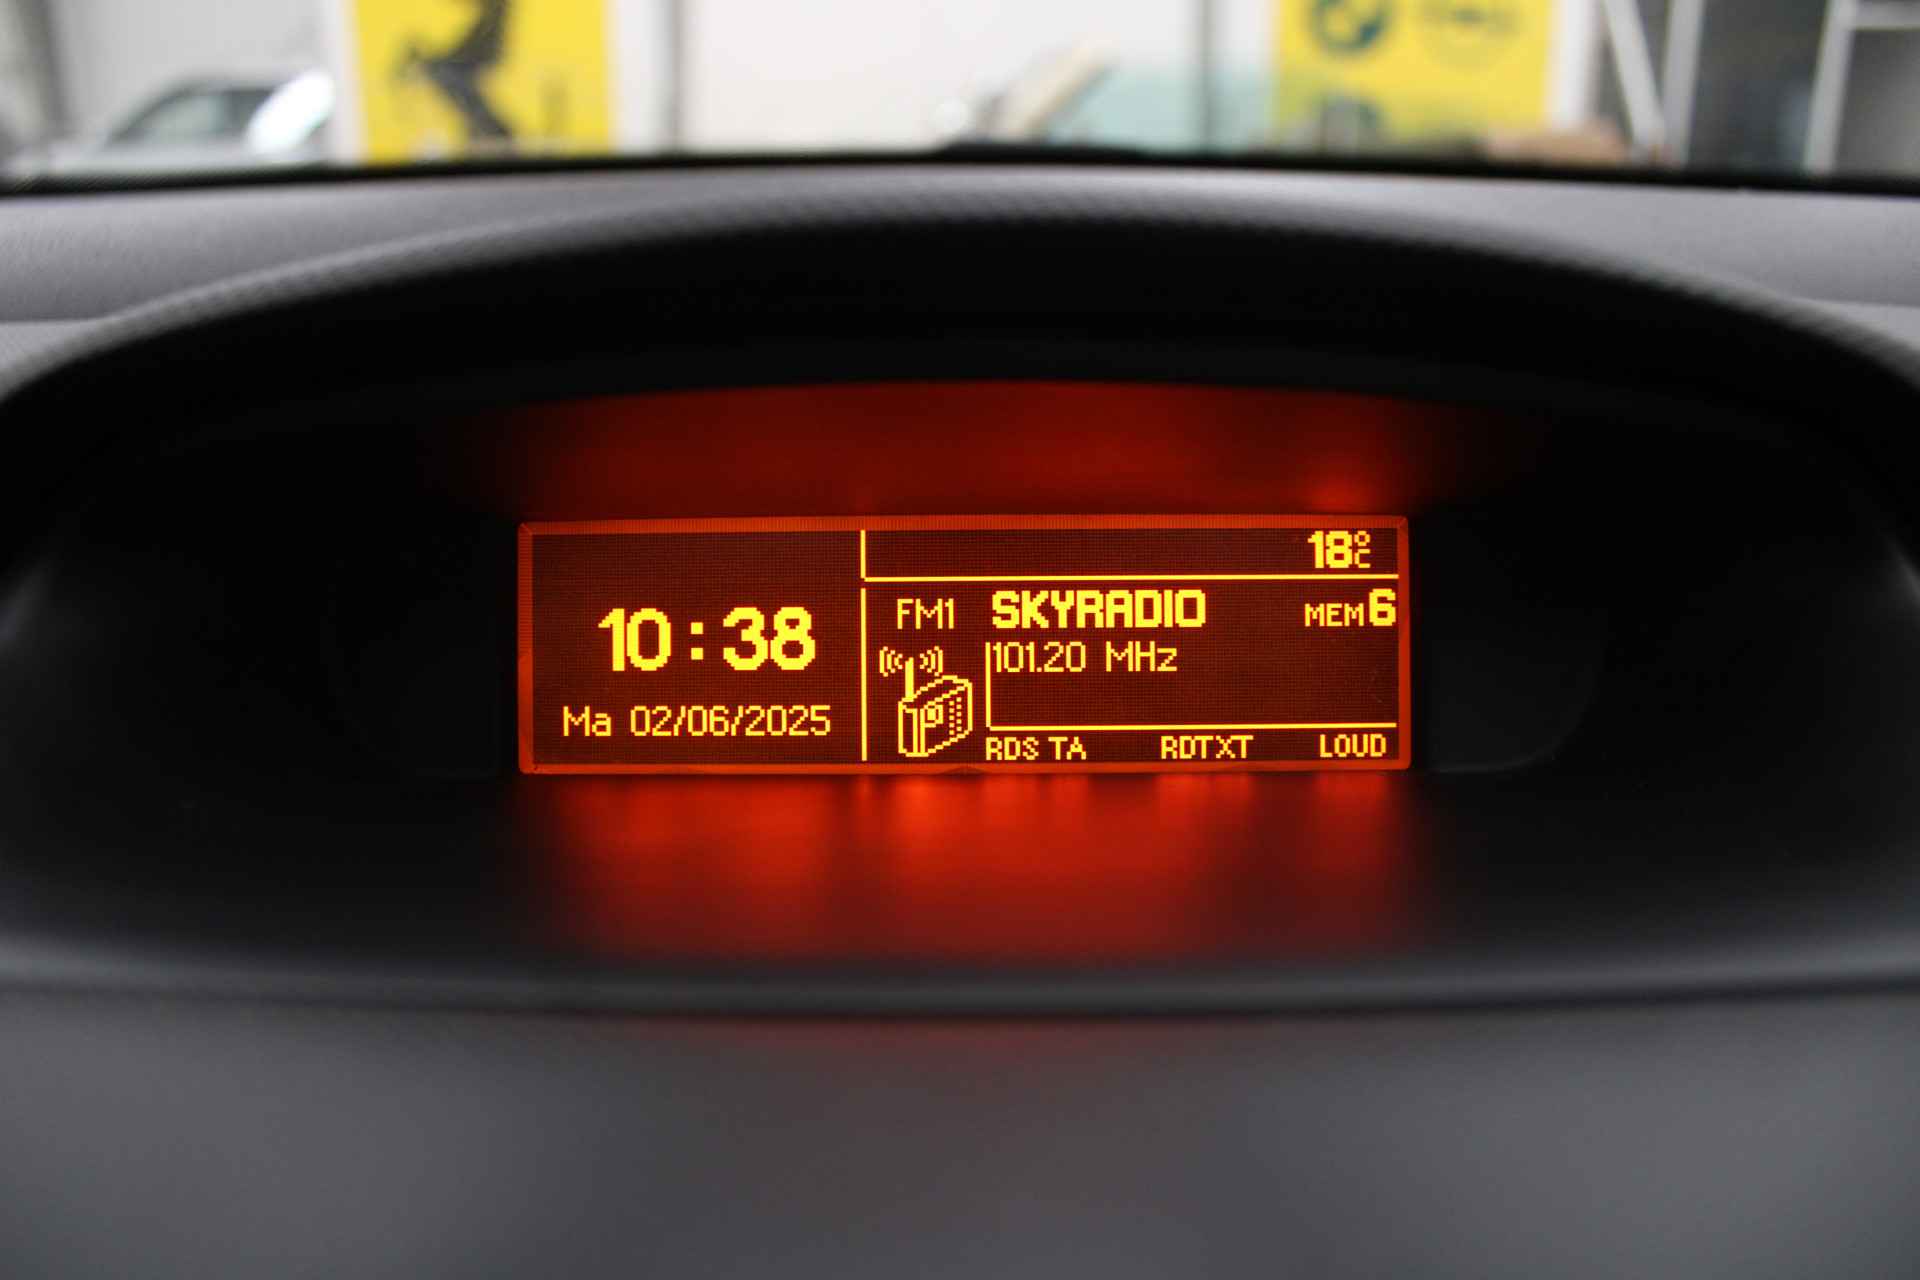 10:38
Ma 02/06/2025
18°C
FM1 SKYRADIO MEM 6
101.20 MHz
RDS TA RDTXT LOUD